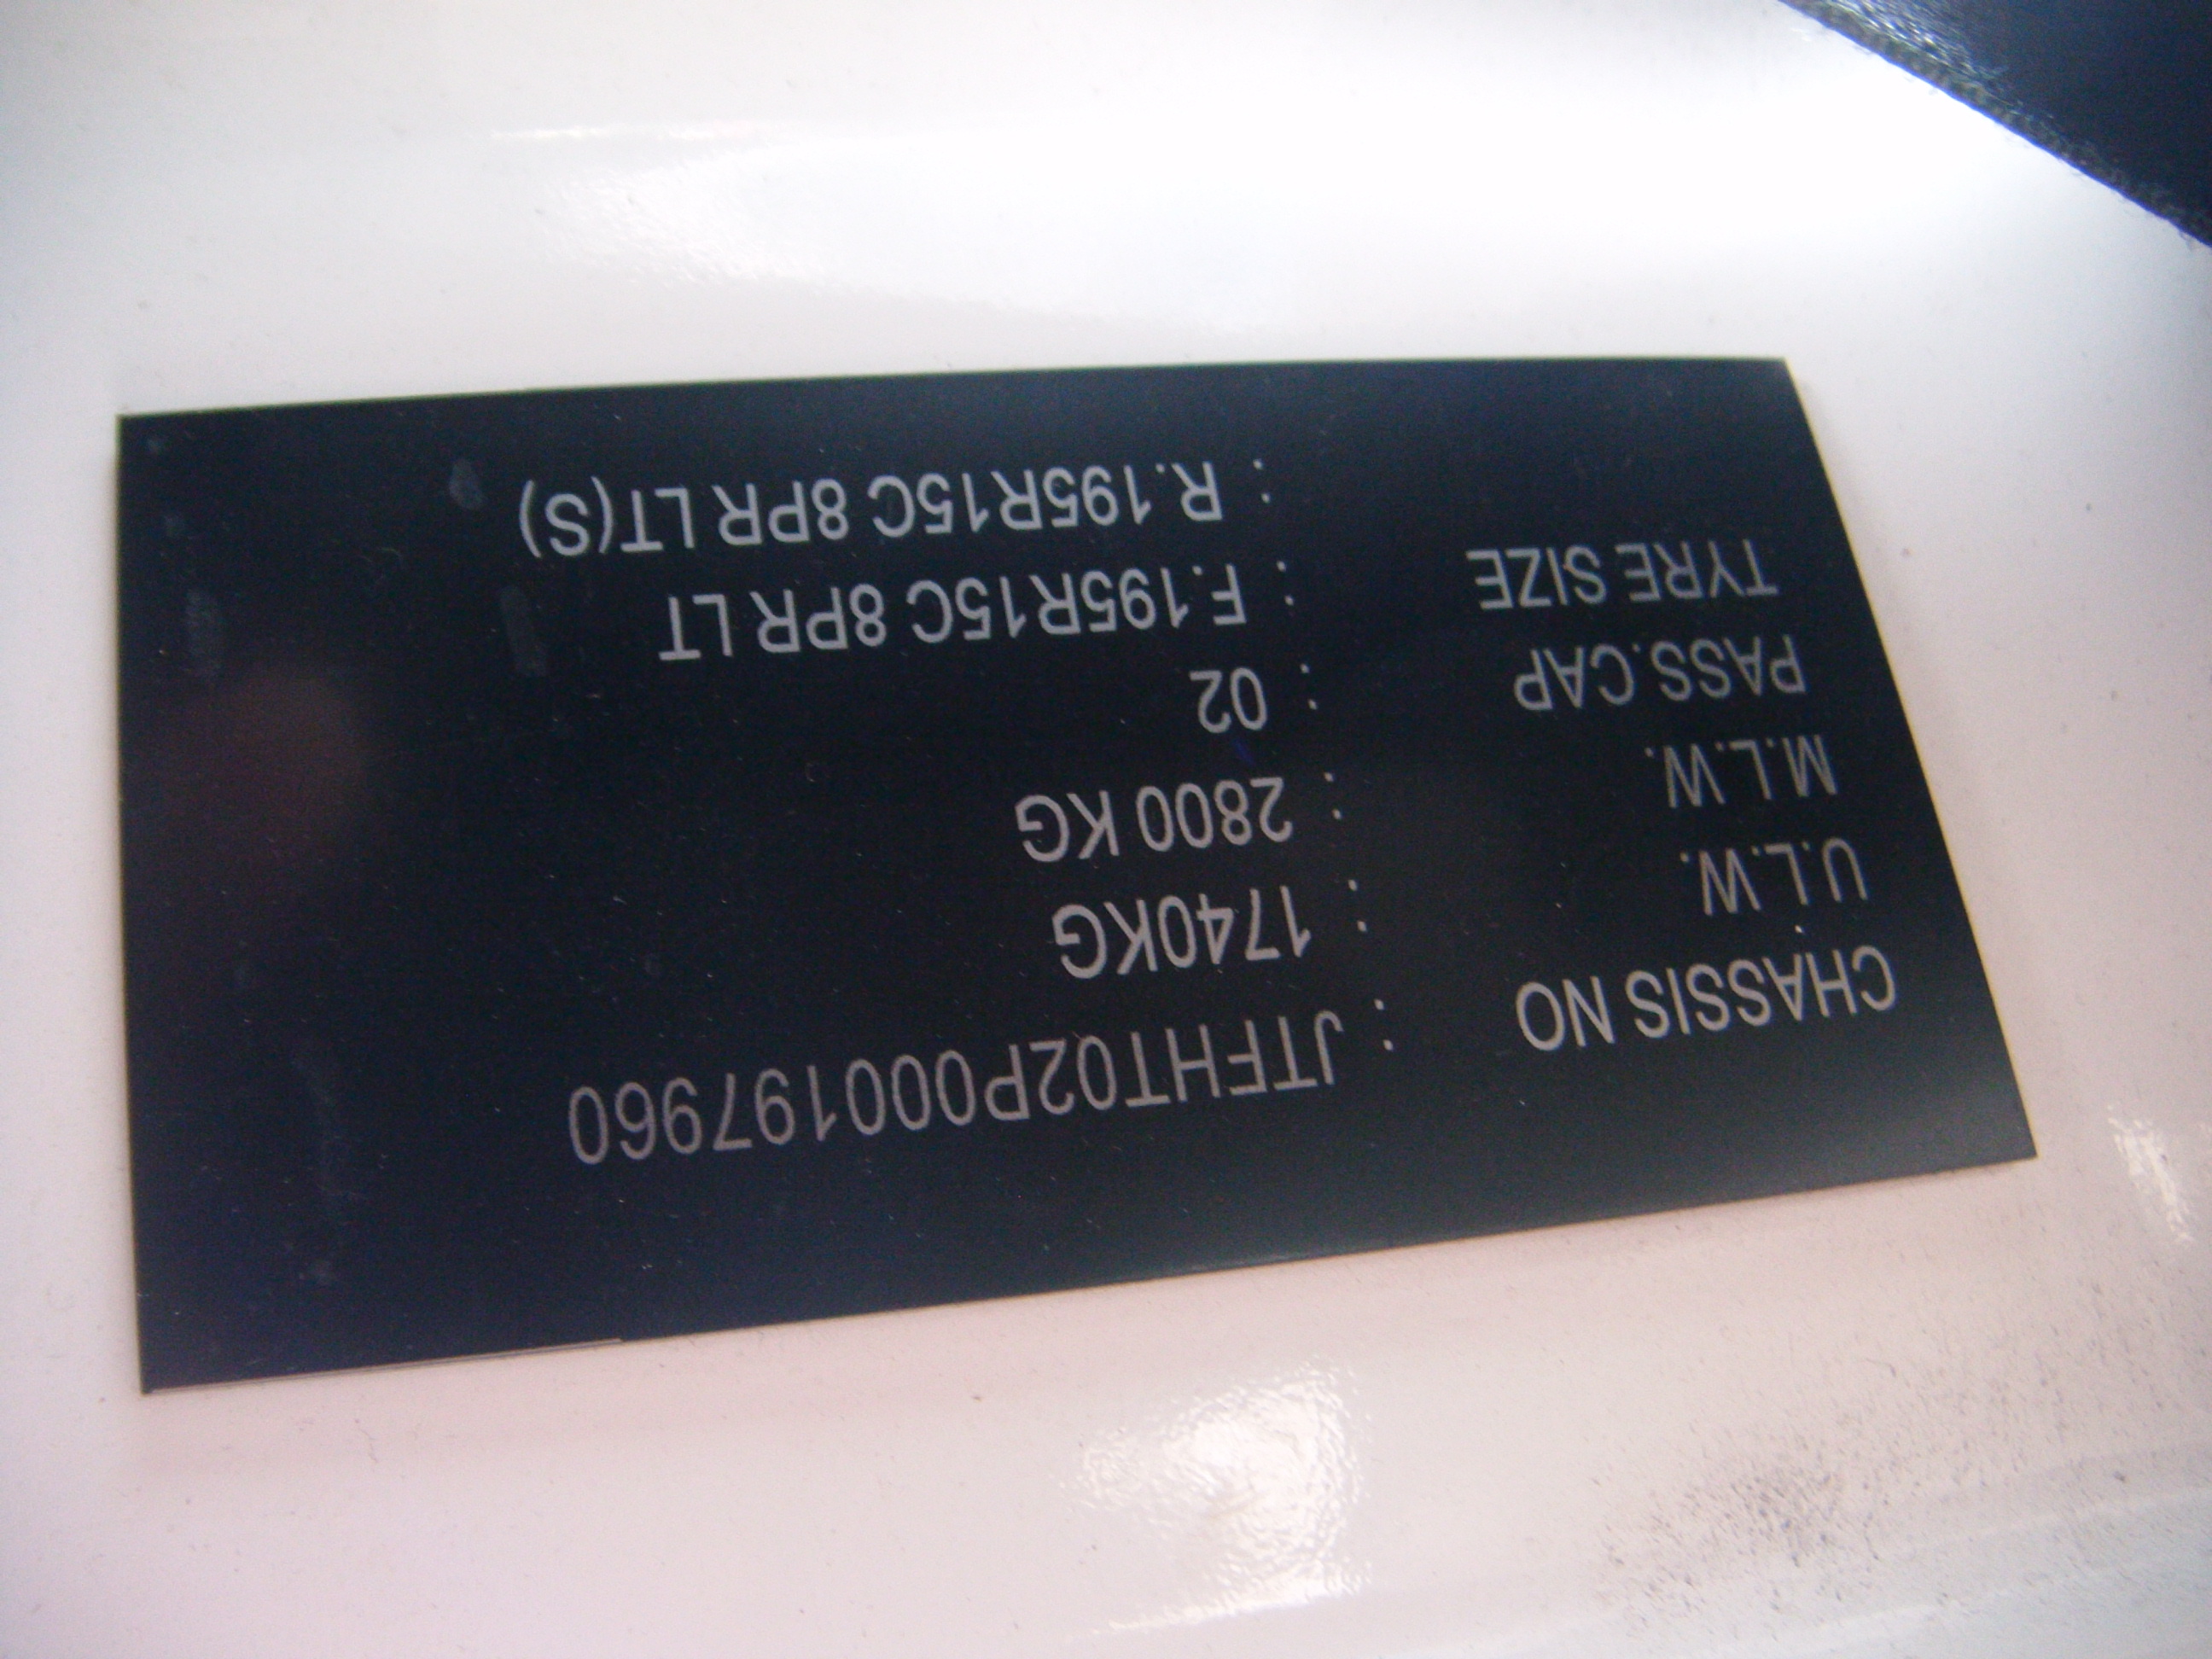 CHASSIS NO : JTFHT02P000197960
U.L.W. : 1740KG
M.L.W. : 2800 KG
PASS.CAP : 02
TYRE SIZE : F.195R15C 8PR LT
: R.195R15C 8PR LT(S)